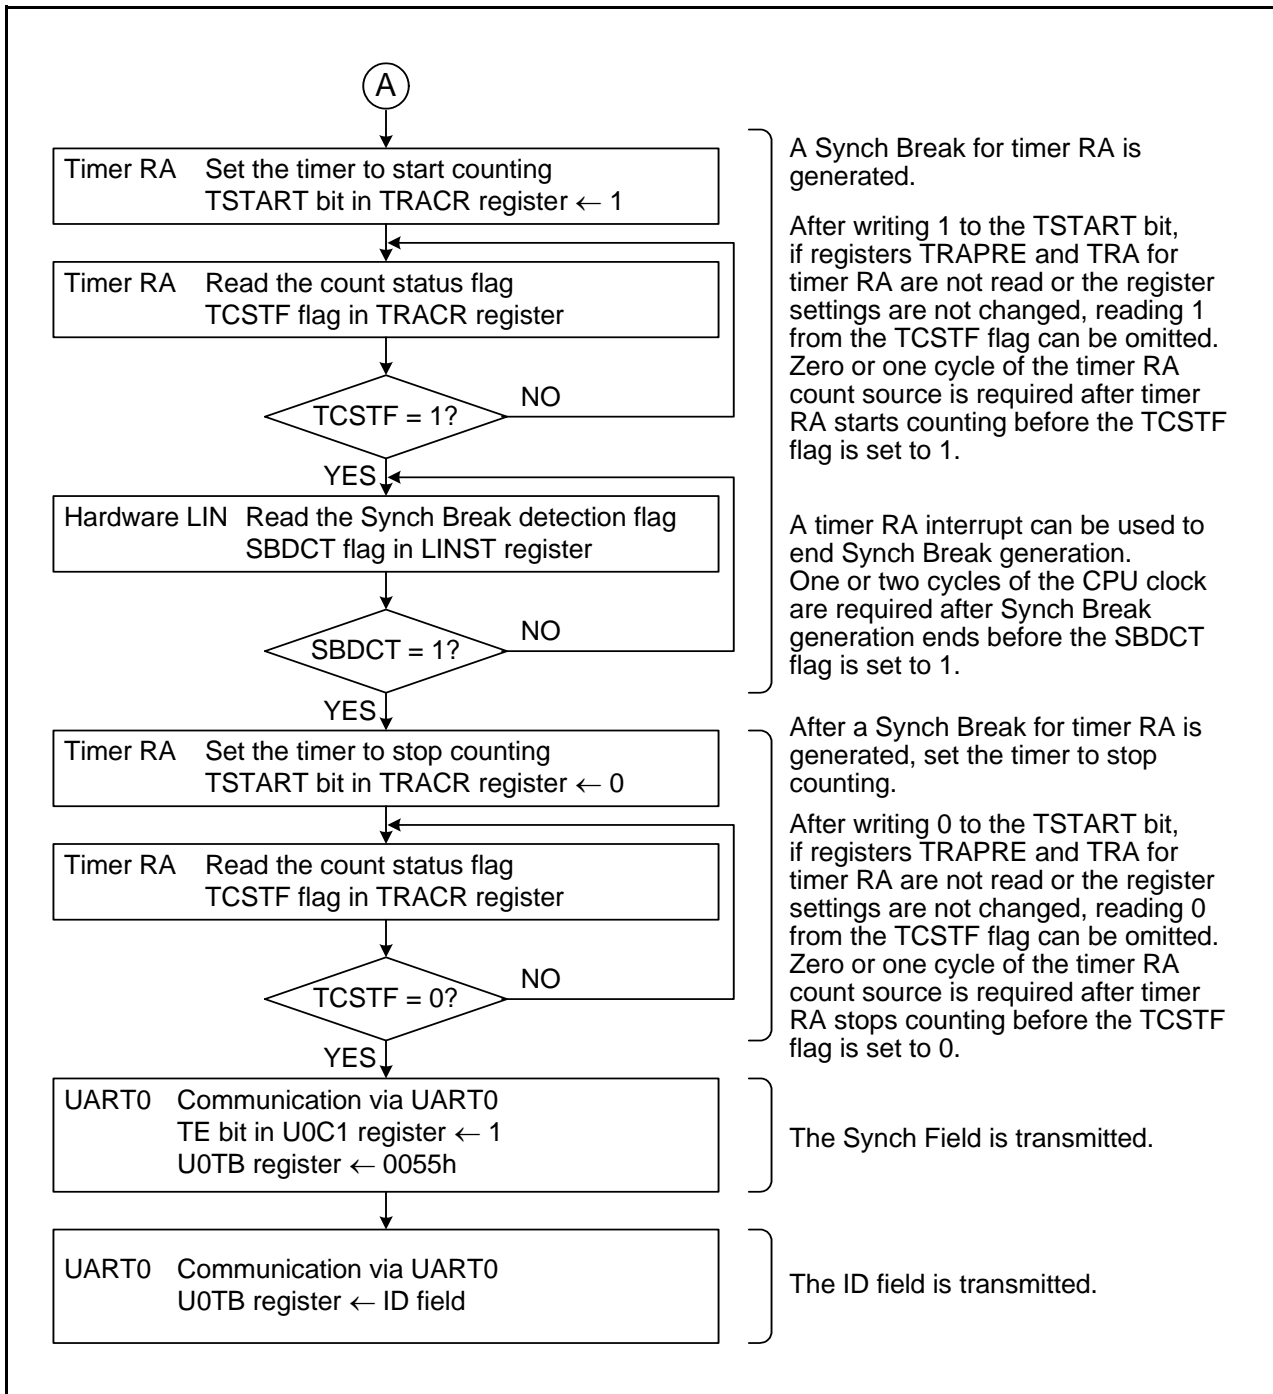 A
Timer RA Set the timer to start counting
TSTART bit in TRACR register ← 1
Timer RA Read the count status flag
TCSTF flag in TRACR register
TCSTF = 1?
NO
YES
Hardware LIN Read the Synch Break detection flag
SBDCT flag in LINST register
SBDCT = 1?
NO
YES
Timer RA Set the timer to stop counting
TSTART bit in TRACR register ← 0
Timer RA Read the count status flag
TCSTF flag in TRACR register
TCSTF = 0?
NO
YES
UART0 Communication via UART0
TE bit in U0C1 register ← 1
U0TB register ← 0055h
UART0 Communication via UART0
U0TB register ← ID field
A Synch Break for timer RA is
generated.
After writing 1 to the TSTART bit,
if registers TRAPRE and TRA for
timer RA are not read or the register
settings are not changed, reading 1
from the TCSTF flag can be omitted.
Zero or one cycle of the timer RA
count source is required after timer
RA starts counting before the TCSTF
flag is set to 1.
A timer RA interrupt can be used to
end Synch Break generation.
One or two cycles of the CPU clock
are required after Synch Break
generation ends before the SBDCT
flag is set to 1.
After a Synch Break for timer RA is
generated, set the timer to stop
counting.
After writing 0 to the TSTART bit,
if registers TRAPRE and TRA for
timer RA are not read or the register
settings are not changed, reading 0
from the TCSTF flag can be omitted.
Zero or one cycle of the timer RA
count source is required after timer
RA stops counting before the TCSTF
flag is set to 0.
The Synch Field is transmitted.
The ID field is transmitted.